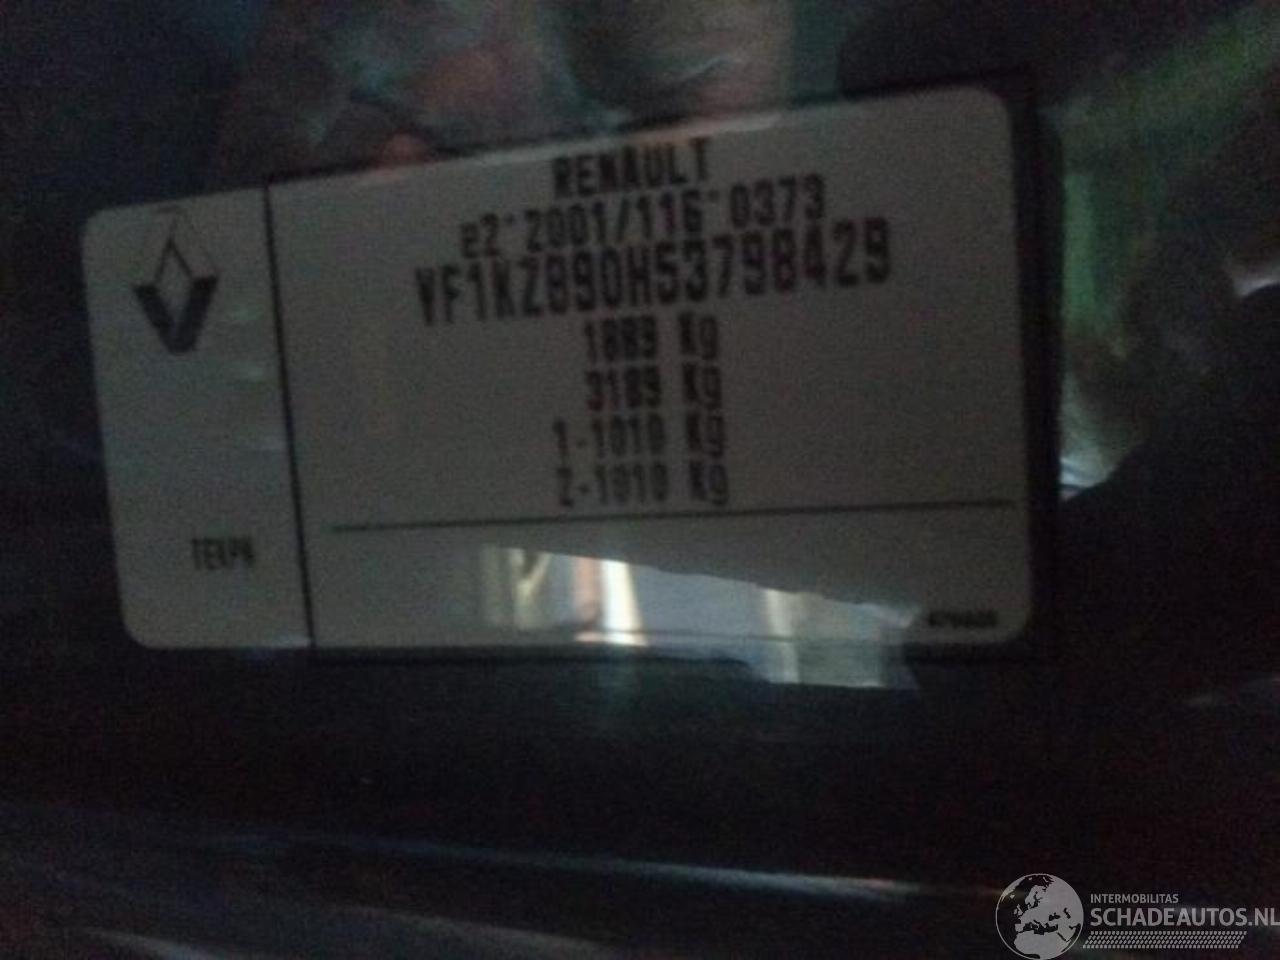 RENAULT
e2*2001/116*0373
VF1KZ890H53798429
1889 Kg
3189 Kg
1-1010 Kg
2-1010 Kg
INTERMOBILITAS
SCHADEAUTOS.NL